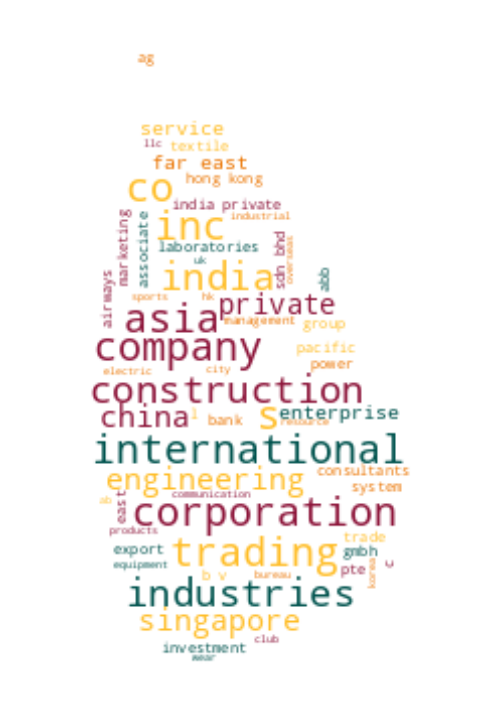 ag
service
llc textile
far east
hong kong
co
india private
inc industrial
marketing
associate
laboratories
sdn bhd
overseas
uk
india
abb
airways
sports
hk
private
asia
management group
company
pacific
power
electric
city
construction
china
l
bank
s
enterprise
resource
international
engineering
consultants
system
ab
east
communication
corporation
products
trade
export
trading
gmbh
equipment
b v
bureau
pte
korea
c
industries
singapore
club
investment
wear